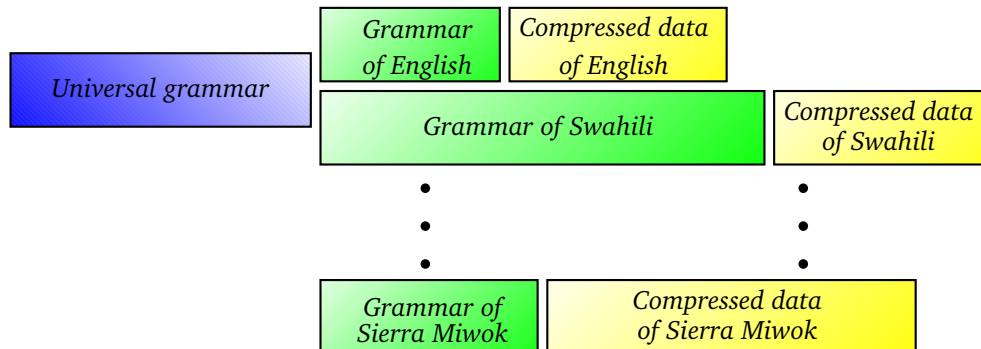 Universal grammar
Grammar
of English
Compressed data
of English
Grammar of Swahili
Compressed data
of Swahili
Grammar of
Sierra Miwok
Compressed data
of Sierra Miwok